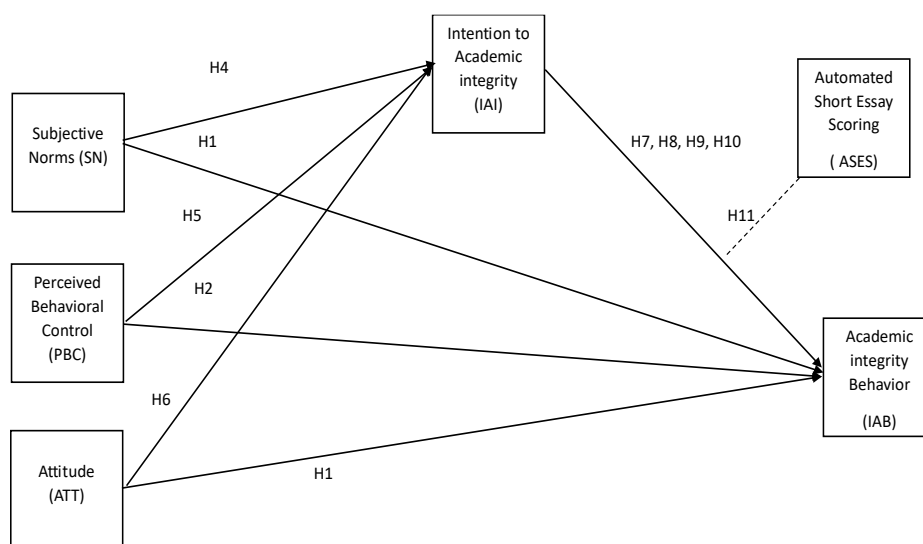 Intention to
Academic
integrity
(IAI)
Automated
Short Essay
Scoring
( ASES)
H4
Subjective
Norms (SN)
H1
H7, H8, H9, H10
H5
H11
Perceived
Behavioral
Control
(PBC)
H2
Academic
integrity
Behavior
(IAB)
H6
Attitude
(ATT)
H1